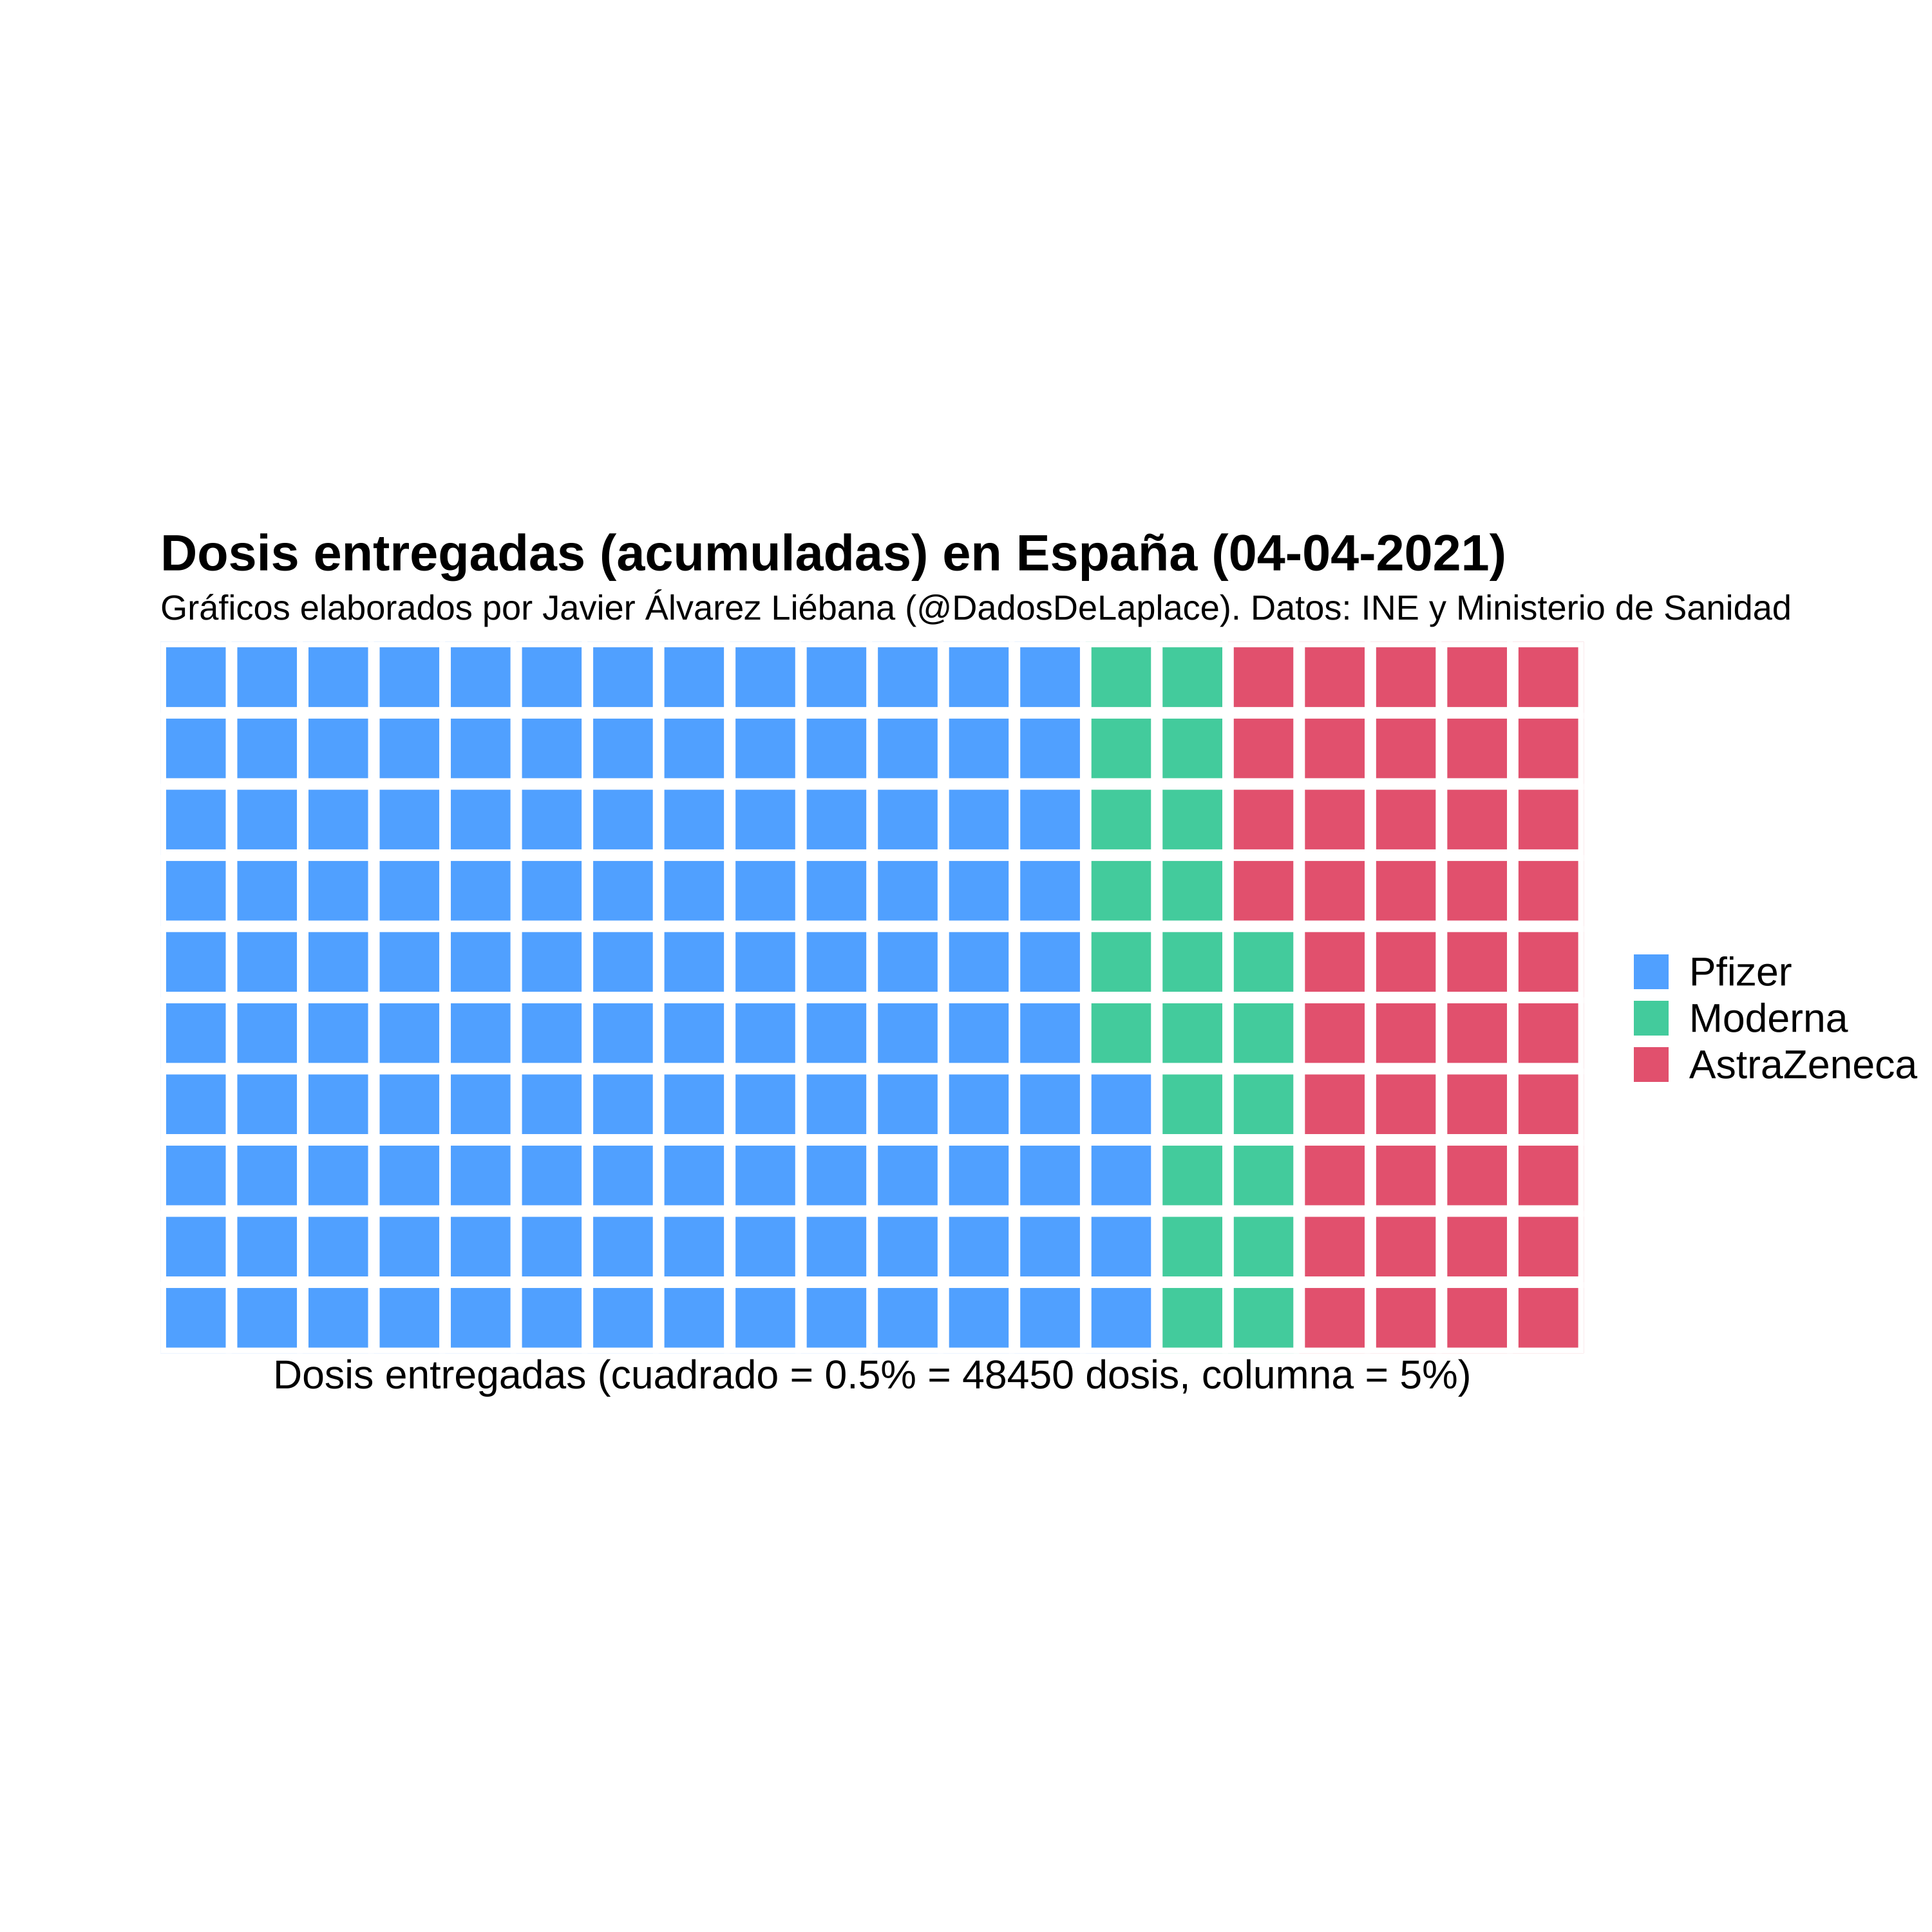 Dosis entregadas (acumuladas) en España (04-04-2021)
Gráficos elaborados por Javier Álvarez Liébana (@DadosDeLaplace). Datos: INE y Ministerio de Sanidad
Pfizer
Moderna
AstraZeneca
Dosis entregadas (cuadrado = 0.5% = 48450 dosis, columna = 5%)